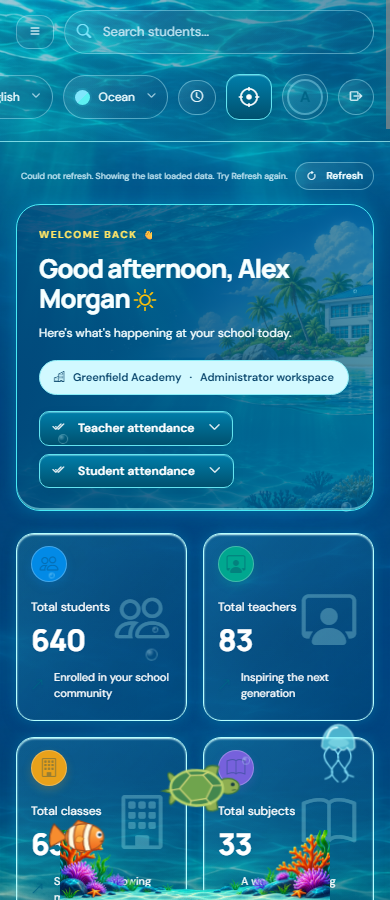 Search students...
glish
Ocean
A
Could not refresh. Showing the last loaded data. Try Refresh again.
Refresh
WELCOME BACK 👋
Good afternoon, Alex
Morgan
Here's what's happening at your school today.
Greenfield Academy · Administrator workspace
Teacher attendance
Student attendance
Total students
640
Enrolled in your school
community
Total teachers
83
Inspiring the next
generation
Total classes
Total subjects
33